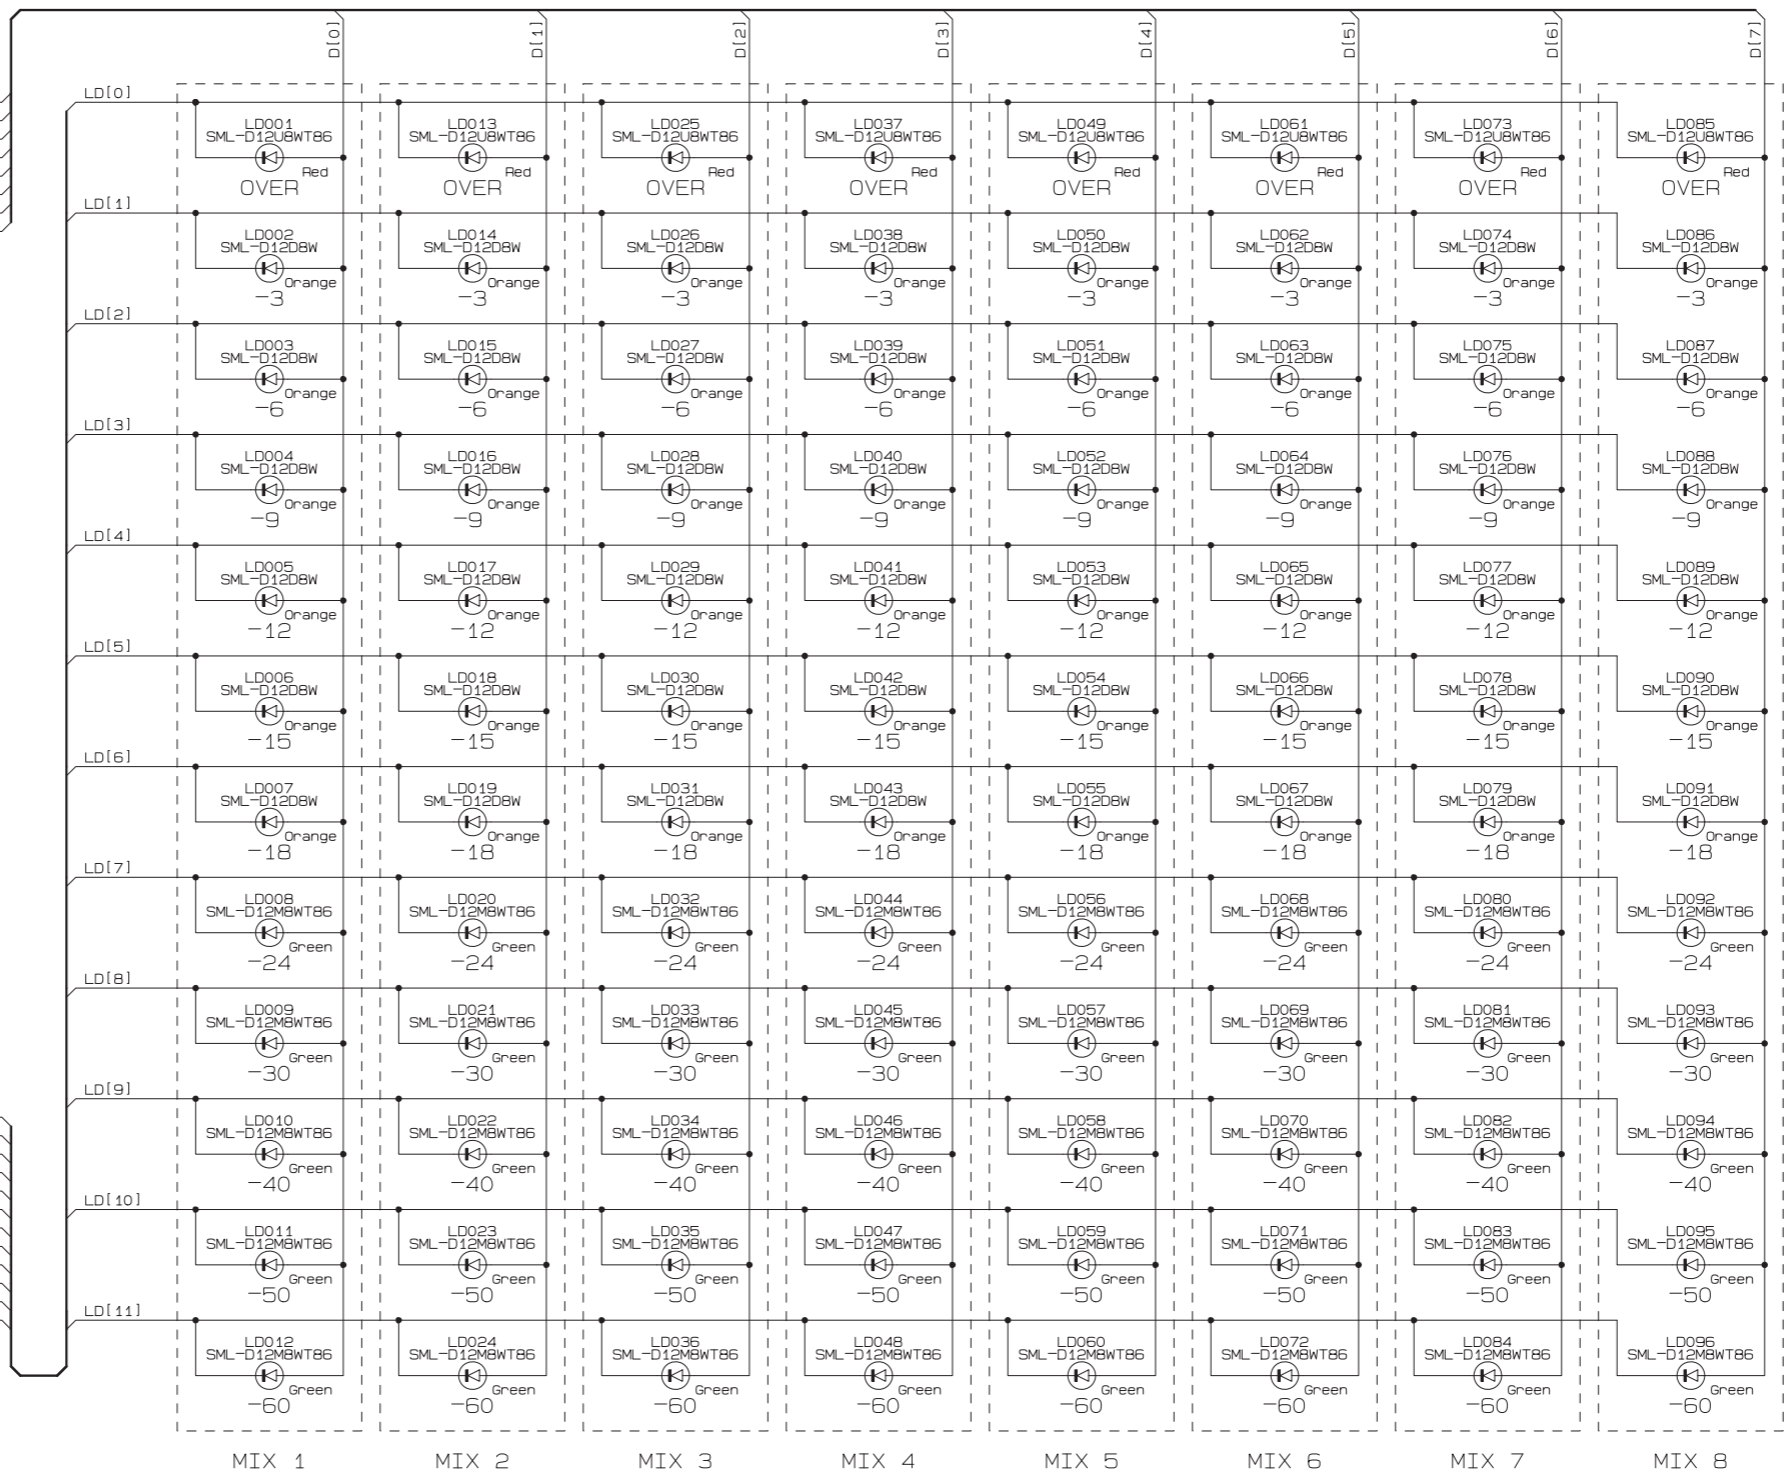 D[0] D[1] D[2] D[3] D[4] D[5] D[6] D[7]
LD[0]
LD001 LD013 LD025 LD037 LD049 LD061 LD073 LD085
SML-D12U8WT86 SML-D12U8WT86 SML-D12U8WT86 SML-D12U8WT86 SML-D12U8WT86 SML-D12U8WT86 SML-D12U8WT86 SML-D12U8WT86
Red Red Red Red Red Red Red Red
OVER OVER OVER OVER OVER OVER OVER OVER
LD[1]
LD002 LD014 LD026 LD038 LD050 LD062 LD074 LD086
SML-D12D8W SML-D12D8W SML-D12D8W SML-D12D8W SML-D12D8W SML-D12D8W SML-D12D8W SML-D12D8W
Orange Orange Orange Orange Orange Orange Orange Orange
-3 -3 -3 -3 -3 -3 -3 -3
LD[2]
LD003 LD015 LD027 LD039 LD051 LD063 LD075 LD087
SML-D12D8W SML-D12D8W SML-D12D8W SML-D12D8W SML-D12D8W SML-D12D8W SML-D12D8W SML-D12D8W
Orange Orange Orange Orange Orange Orange Orange Orange
-6 -6 -6 -6 -6 -6 -6 -6
LD[3]
LD004 LD016 LD028 LD040 LD052 LD064 LD076 LD088
SML-D12D8W SML-D12D8W SML-D12D8W SML-D12D8W SML-D12D8W SML-D12D8W SML-D12D8W SML-D12D8W
Orange Orange Orange Orange Orange Orange Orange Orange
-9 -9 -9 -9 -9 -9 -9 -9
LD[4]
LD005 LD017 LD029 LD041 LD053 LD065 LD077 LD089
SML-D12D8W SML-D12D8W SML-D12D8W SML-D12D8W SML-D12D8W SML-D12D8W SML-D12D8W SML-D12D8W
Orange Orange Orange Orange Orange Orange Orange Orange
-12 -12 -12 -12 -12 -12 -12 -12
LD[5]
LD006 LD018 LD030 LD042 LD054 LD066 LD078 LD090
SML-D12D8W SML-D12D8W SML-D12D8W SML-D12D8W SML-D12D8W SML-D12D8W SML-D12D8W SML-D12D8W
Orange Orange Orange Orange Orange Orange Orange Orange
-15 -15 -15 -15 -15 -15 -15 -15
LD[6]
LD007 LD019 LD031 LD043 LD055 LD067 LD079 LD091
SML-D12D8W SML-D12D8W SML-D12D8W SML-D12D8W SML-D12D8W SML-D12D8W SML-D12D8W SML-D12D8W
Orange Orange Orange Orange Orange Orange Orange Orange
-18 -18 -18 -18 -18 -18 -18 -18
LD[7]
LD008 LD020 LD032 LD044 LD056 LD068 LD080 LD092
SML-D12M8WT86 SML-D12M8WT86 SML-D12M8WT86 SML-D12M8WT86 SML-D12M8WT86 SML-D12M8WT86 SML-D12M8WT86 SML-D12M8WT86
Green Green Green Green Green Green Green Green
-24 -24 -24 -24 -24 -24 -24 -24
LD[8]
LD009 LD021 LD033 LD045 LD057 LD069 LD081 LD093
SML-D12M8WT86 SML-D12M8WT86 SML-D12M8WT86 SML-D12M8WT86 SML-D12M8WT86 SML-D12M8WT86 SML-D12M8WT86 SML-D12M8WT86
Green Green Green Green Green Green Green Green
-30 -30 -30 -30 -30 -30 -30 -30
LD[9]
LD010 LD022 LD034 LD046 LD058 LD070 LD082 LD094
SML-D12M8WT86 SML-D12M8WT86 SML-D12M8WT86 SML-D12M8WT86 SML-D12M8WT86 SML-D12M8WT86 SML-D12M8WT86 SML-D12M8WT86
Green Green Green Green Green Green Green Green
-40 -40 -40 -40 -40 -40 -40 -40
LD[10]
LD011 LD023 LD035 LD047 LD059 LD071 LD083 LD095
SML-D12M8WT86 SML-D12M8WT86 SML-D12M8WT86 SML-D12M8WT86 SML-D12M8WT86 SML-D12M8WT86 SML-D12M8WT86 SML-D12M8WT86
Green Green Green Green Green Green Green Green
-50 -50 -50 -50 -50 -50 -50 -50
LD[11]
LD012 LD024 LD036 LD048 LD060 LD072 LD084 LD096
SML-D12M8WT86 SML-D12M8WT86 SML-D12M8WT86 SML-D12M8WT86 SML-D12M8WT86 SML-D12M8WT86 SML-D12M8WT86 SML-D12M8WT86
Green Green Green Green Green Green Green Green
-60 -60 -60 -60 -60 -60 -60 -60
MIX 1 MIX 2 MIX 3 MIX 4 MIX 5 MIX 6 MIX 7 MIX 8